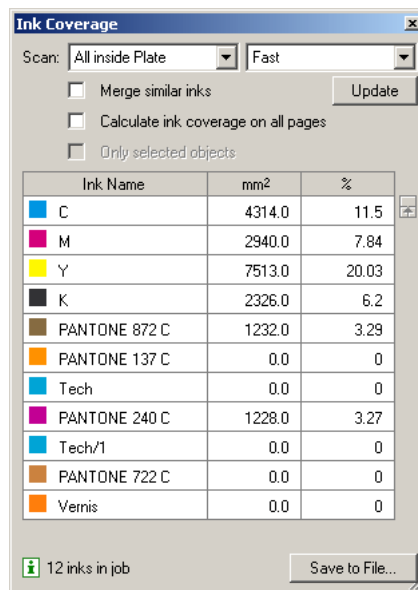 Ink Coverage
Scan: All inside Plate Fast
Merge similar inks Update
Calculate ink coverage on all pages
Only selected objects
Ink Name mm2 %
C 4314.0 11.5
M 2940.0 7.84
Y 7513.0 20.03
K 2326.0 6.2
PANTONE 872 C 1232.0 3.29
PANTONE 137 C 0.0 0
Tech 0.0 0
PANTONE 240 C 1228.0 3.27
Tech/1 0.0 0
PANTONE 722 C 0.0 0
Vernis 0.0 0
12 inks in job Save to File...